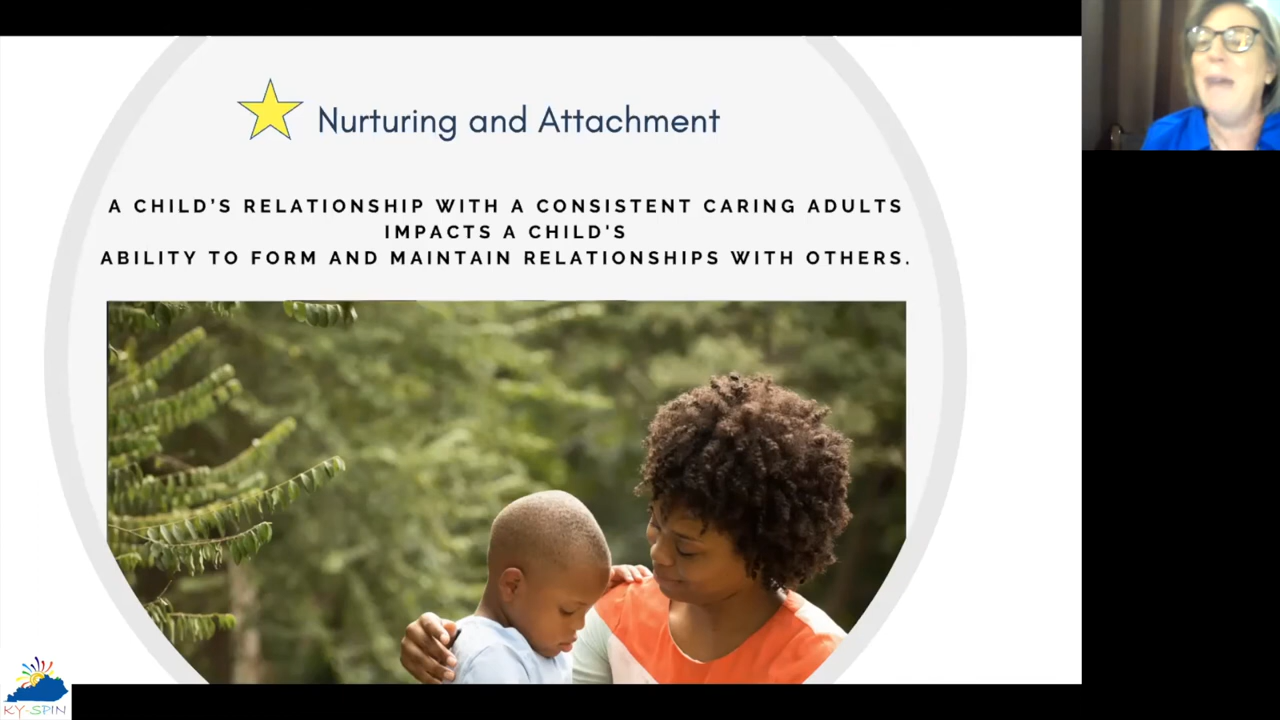 Nurturing and Attachment
A CHILD'S RELATIONSHIP WITH A CONSISTENT CARING ADULTS
IMPACTS A CHILD'S
ABILITY TO FORM AND MAINTAIN RELATIONSHIPS WITH OTHERS.
KY-SPIN